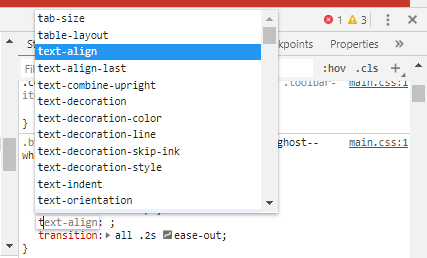 1 3
St
kpoints
Properties
Fil
:hov .cls
tab-size
table-layout
text-align
text-align-last
text-combine-upright
text-decoration
text-decoration-color
text-decoration-line
text-decoration-skip-ink
text-decoration-style
text-indent
text-orientation
.toolbar-
main.css:1
it
}
.b
ghost--
main.css:1
wh
text-align: ;
transition: all .2s ease-out;
}